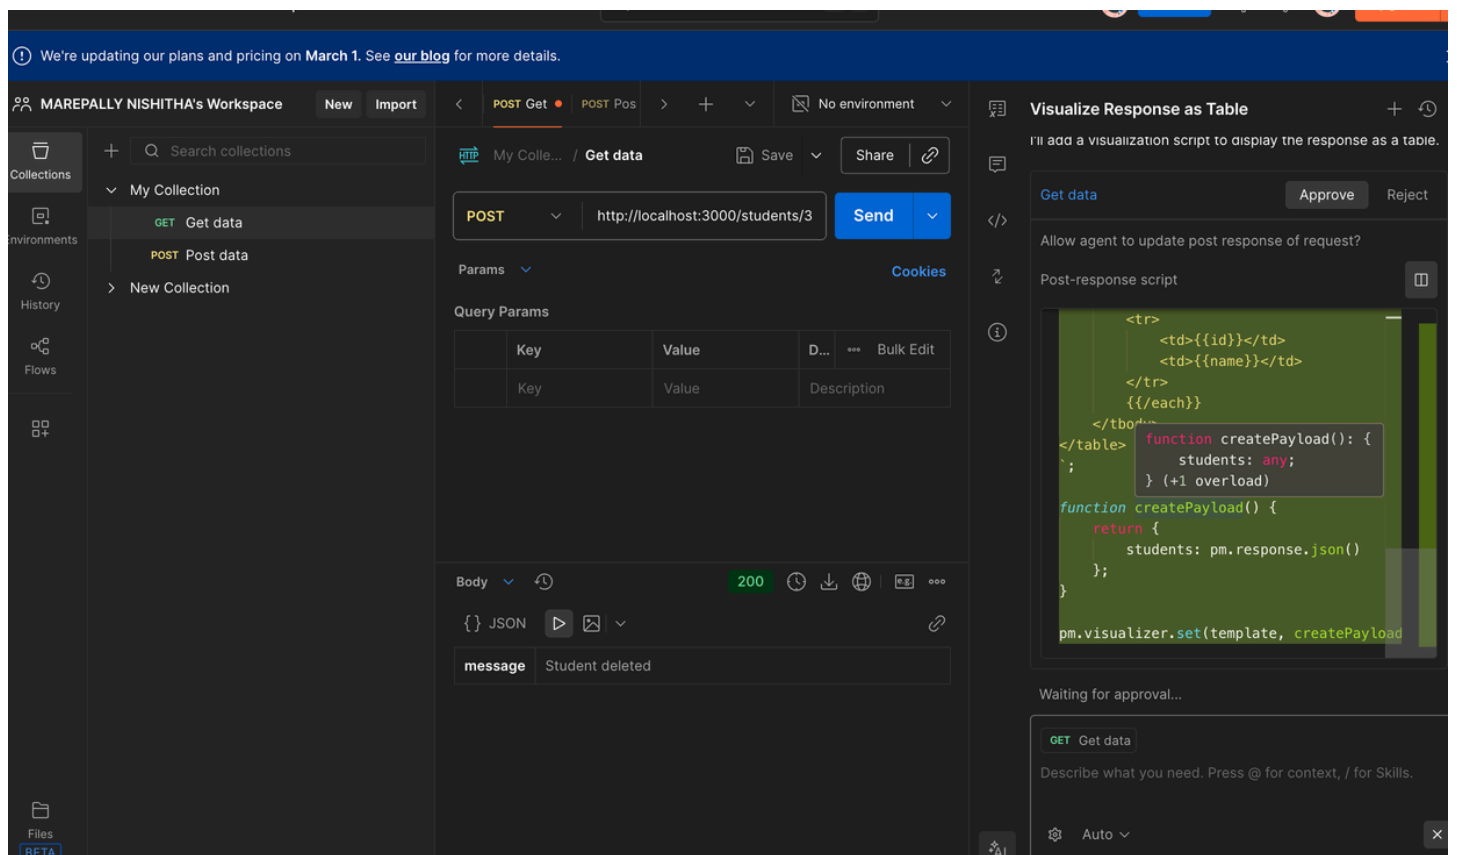 We're updating our plans and pricing on March 1. See our blog for more details.
MAREPALLY NISHITHA's Workspace
New
Import
Collections
Search collections
My Collection
GET Get data
POST Post data
New Collection
Environments
History
Flows
Files
BETA
POST Get
POST Pos
No environment
HTTP My Colle... / Get data
Save
Share
POST
http://localhost:3000/students/3
Send
Params
Cookies
Query Params
Key Value D... Bulk Edit
Key Value Description
Body
200
e.g.
{} JSON
message Student deleted
Visualize Response as Table
I'll add a visualization script to display the response as a table.
Get data
Approve
Reject
Allow agent to update post response of request?
Post-response script
<tr>
<td>{{id}}</td>
<td>{{name}}</td>
</tr>
{{/each}}
</tbody>
</table>
`;
function createPayload(): {
students: any;
} (+1 overload)
function createPayload() {
return {
students: pm.response.json()
};
}
pm.visualizer.set(template, createPayload
Waiting for approval...
GET Get data
Describe what you need. Press @ for context, / for Skills.
Auto
AI